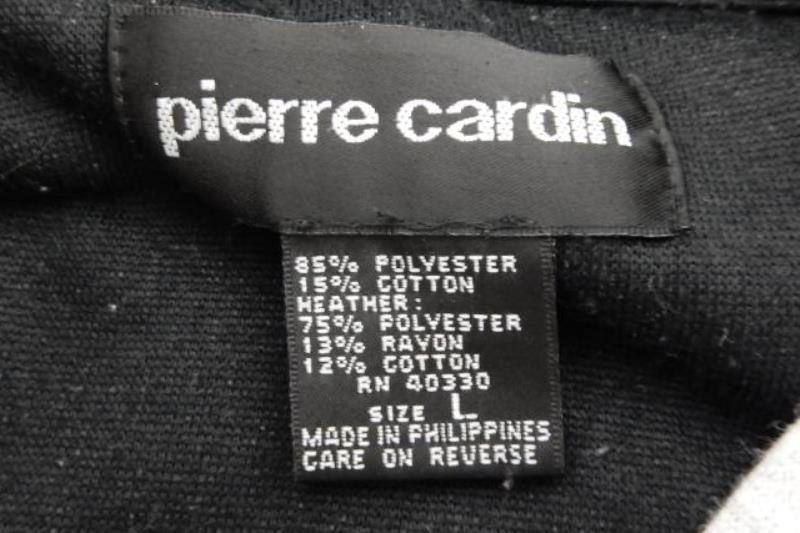 pierre cardin
85% POLYESTER
15% COTTON
HEATHER:
75% POLYESTER
13% RAYON
12% COTTON
RN 40330
SIZE L
MADE IN PHILIPPINES
CARE ON REVERSE